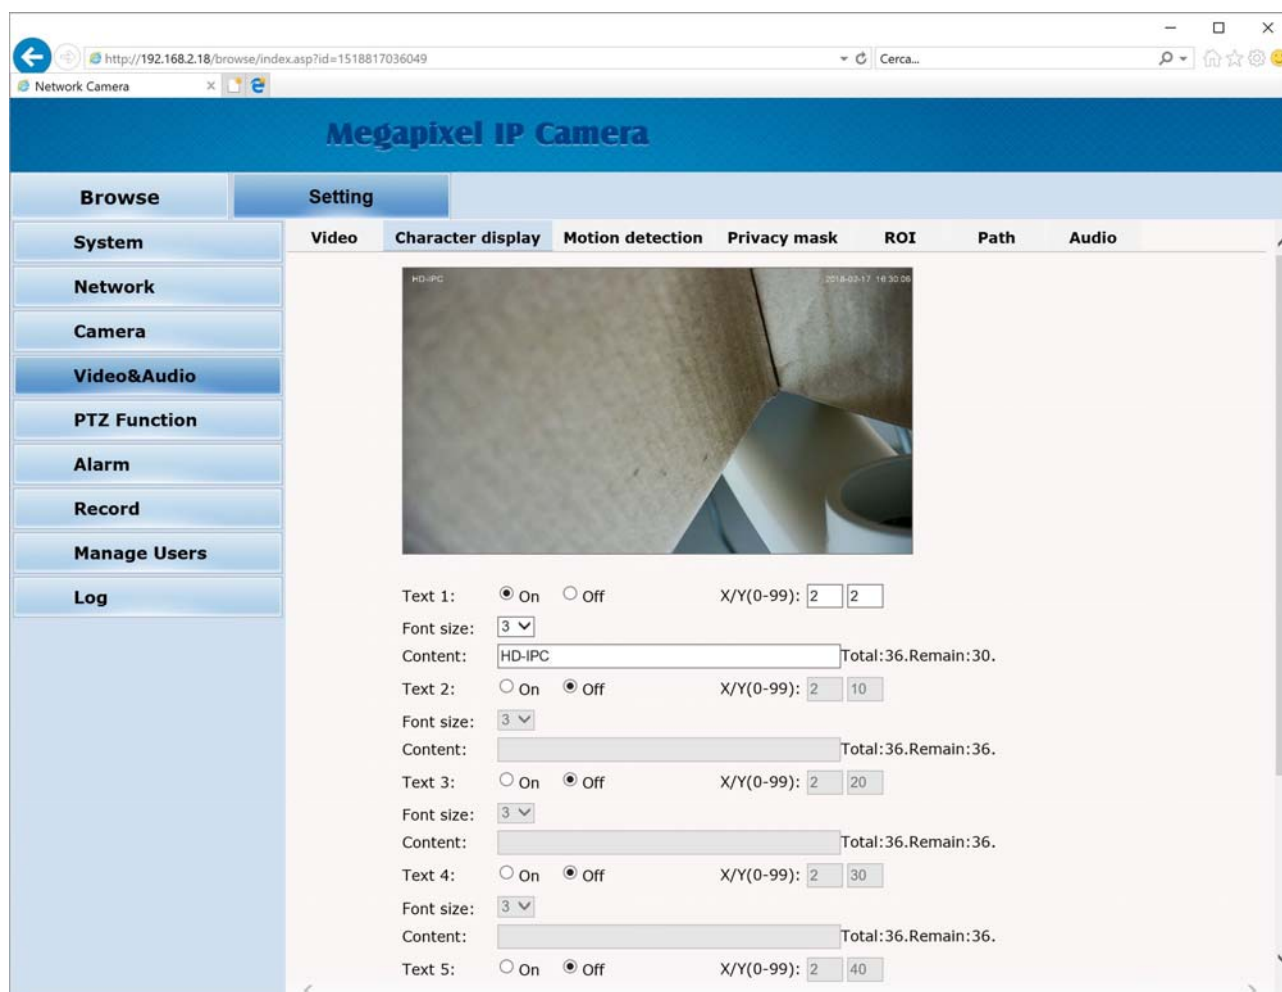 http://192.168.2.18/browse/index.asp?id=1518817036049
Cerca...
Network Camera
Megapixel IP Camera
Browse
Setting
System
Network
Camera
Video&Audio
PTZ Function
Alarm
Record
Manage Users
Log
Video Character display Motion detection Privacy mask ROI Path Audio
HD-IPC
2018-02-17 16:30:06
Text 1: On Off X/Y(0-99): 2 2
Font size: 3
Content: HD-IPC Total:36.Remain:30.
Text 2: On Off X/Y(0-99): 2 10
Font size: 3
Content: Total:36.Remain:36.
Text 3: On Off X/Y(0-99): 2 20
Font size: 3
Content: Total:36.Remain:36.
Text 4: On Off X/Y(0-99): 2 30
Font size: 3
Content: Total:36.Remain:36.
Text 5: On Off X/Y(0-99): 2 40